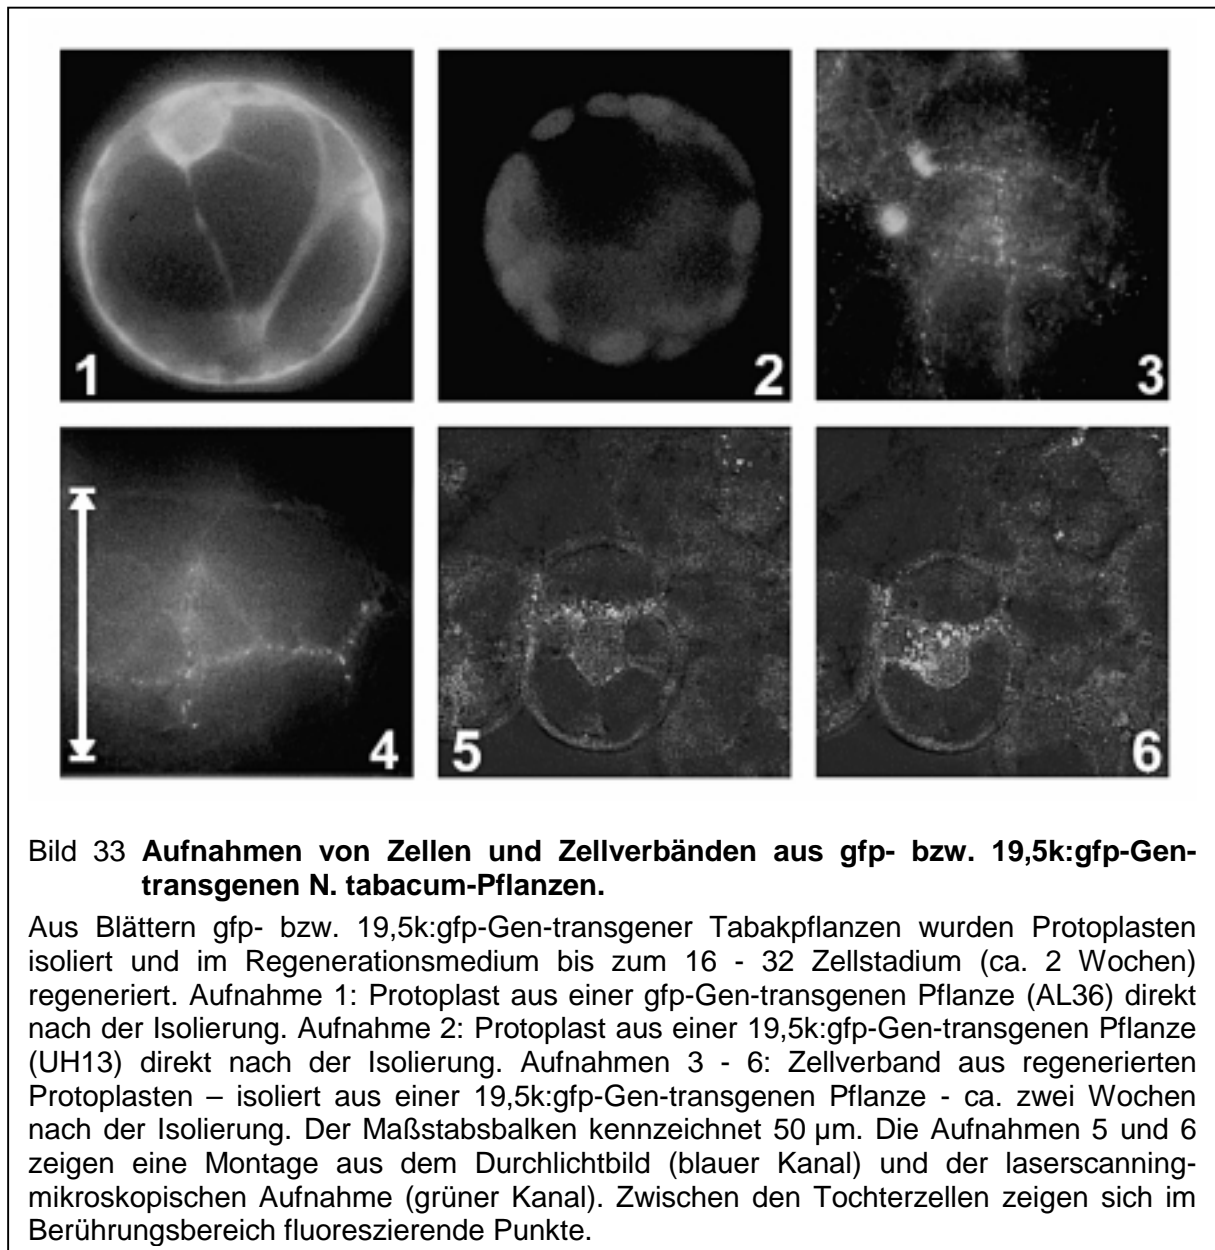 1
2
3
4
5
6
Bild 33 Aufnahmen von Zellen und Zellverbänden aus gfp- bzw. 19,5k:gfp-Gen-
transgenen N. tabacum-Pflanzen.
Aus Blättern gfp- bzw. 19,5k:gfp-Gen-transgener Tabakpflanzen wurden Protoplasten
isoliert und im Regenerationsmedium bis zum 16 - 32 Zellstadium (ca. 2 Wochen)
regeneriert. Aufnahme 1: Protoplast aus einer gfp-Gen-transgenen Pflanze (AL36) direkt
nach der Isolierung. Aufnahme 2: Protoplast aus einer 19,5k:gfp-Gen-transgenen Pflanze
(UH13) direkt nach der Isolierung. Aufnahmen 3 - 6: Zellverband aus regenerierten
Protoplasten – isoliert aus einer 19,5k:gfp-Gen-transgenen Pflanze - ca. zwei Wochen
nach der Isolierung. Der Maßstabsbalken kennzeichnet 50 µm. Die Aufnahmen 5 und 6
zeigen eine Montage aus dem Durchlichtbild (blauer Kanal) und der laserscanning-
mikroskopischen Aufnahme (grüner Kanal). Zwischen den Tochterzellen zeigen sich im
Berührungsbereich fluoreszierende Punkte.